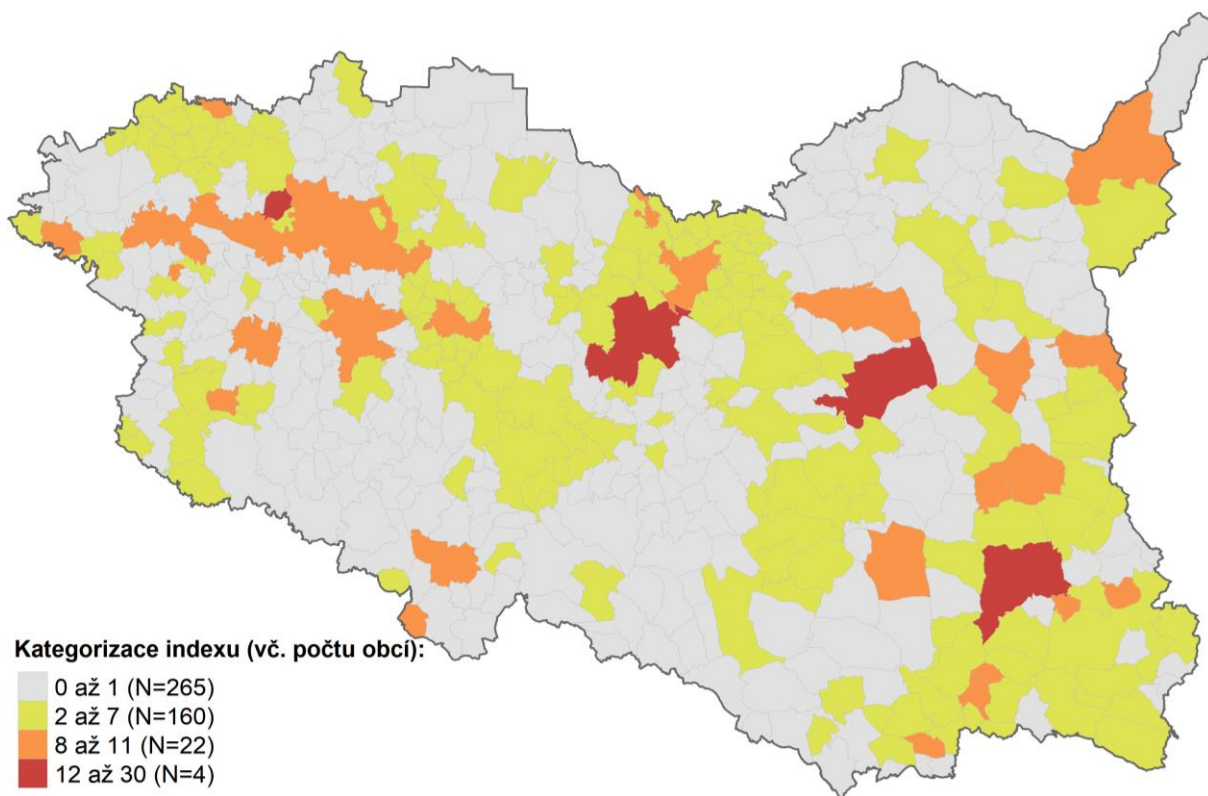 Kategorizace indexu (vč. počtu obcí):
0 až 1 (N=265)
2 až 7 (N=160)
8 až 11 (N=22)
12 až 30 (N=4)